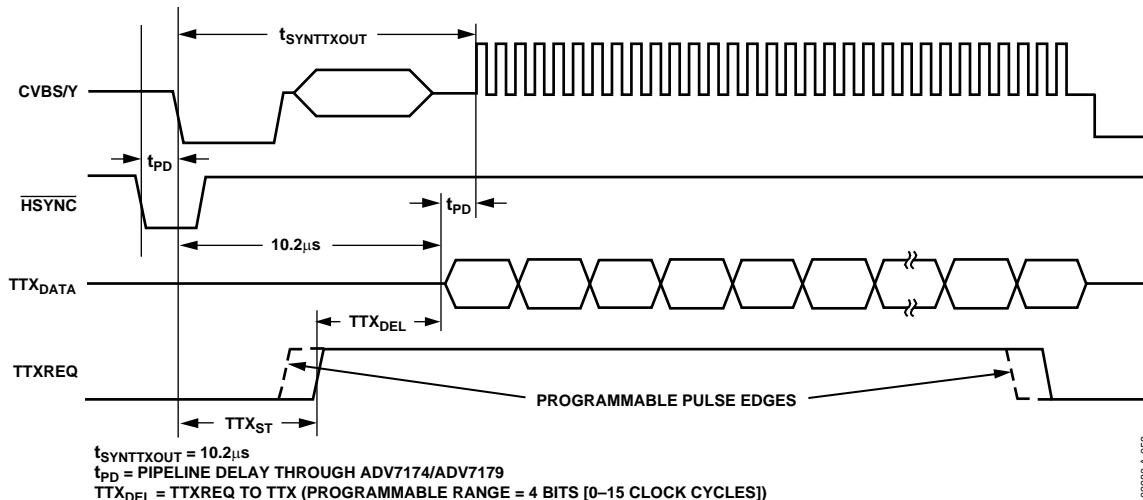 tSYNTTXOUT
CVBS/Y
tPD
HSYNC
tPD
10.2µs
TTXDATA
TTXDEL
TTXREQ
PROGRAMMABLE PULSE EDGES
TTXST
tSYNTTXOUT = 10.2µs
tPD = PIPELINE DELAY THROUGH ADV7174/ADV7179
TTXDEL = TTXREQ TO TTX (PROGRAMMABLE RANGE = 4 BITS [0–15 CLOCK CYCLES])